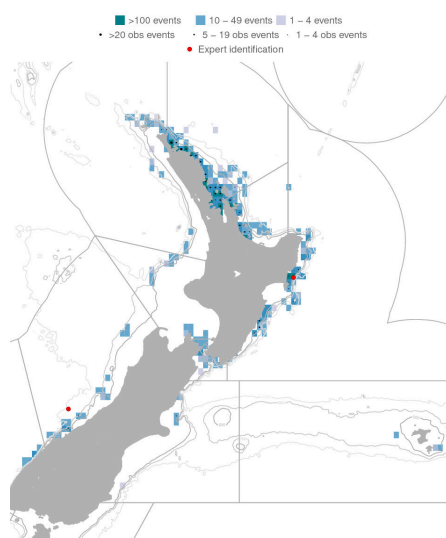 >100 events 10 – 49 events 1 – 4 events
>20 obs events 5 – 19 obs events 1 – 4 obs events
Expert identification